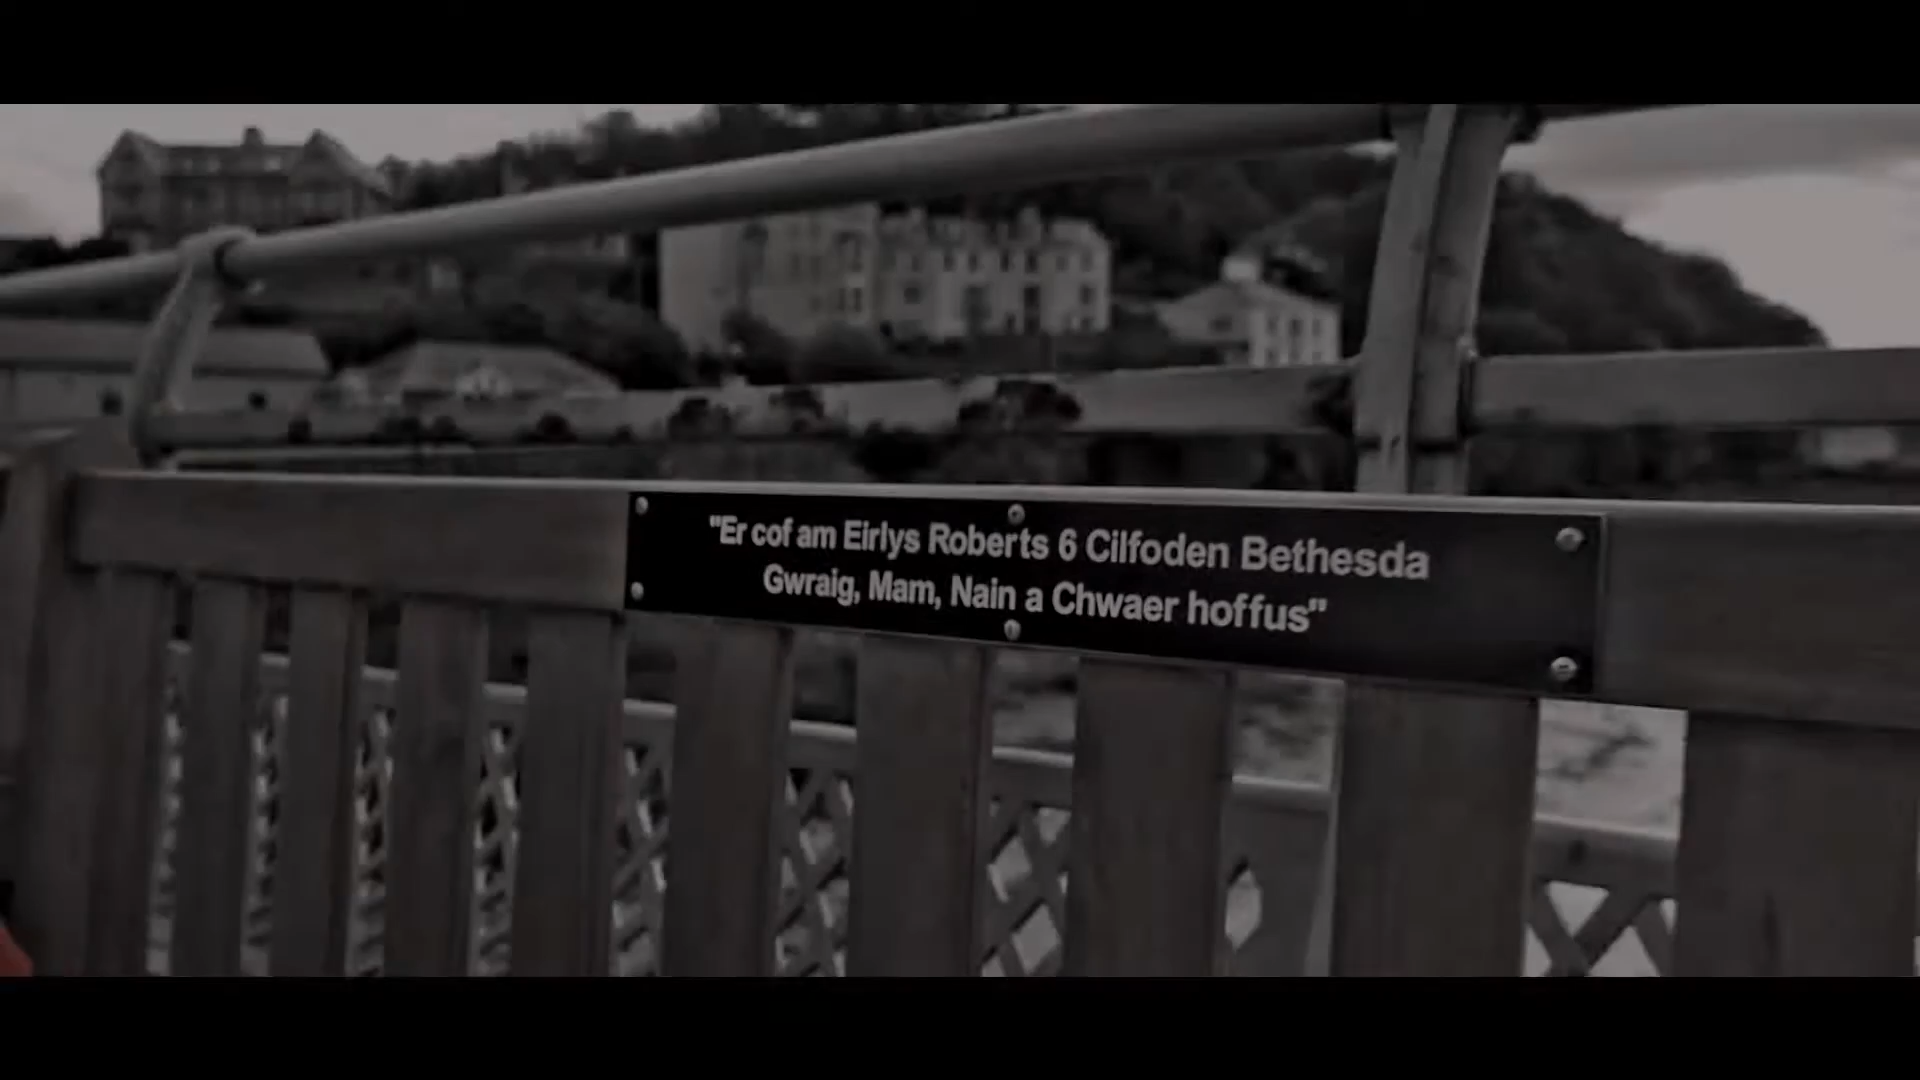 "Er cof am Eirlys Roberts 6 Cilfoden Bethesda
Gwraig, Mam, Nain a Chwaer hoffus"